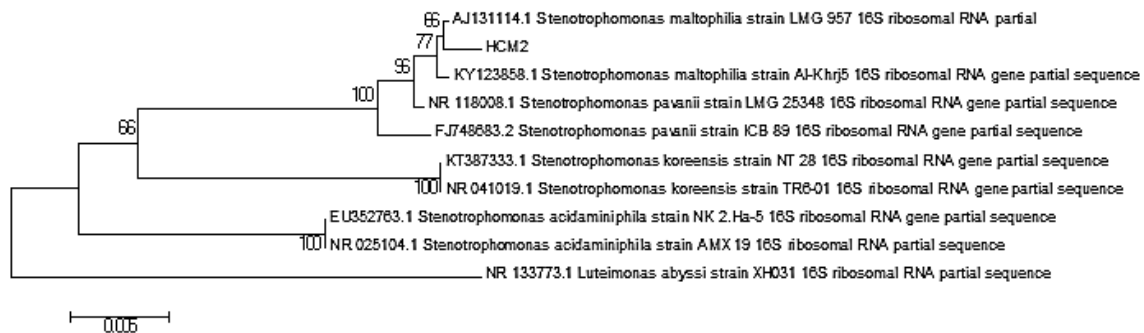 66 AJ131114.1 Stenotrophomonas maltophilia strain LMG 957 16S ribosomal RNA partial
77 HCM2
96 KY123858.1 Stenotrophomonas maltophilia strain Al-Khrj5 16S ribosomal RNA gene partial sequence
100 NR 118008.1 Stenotrophomonas pavanii strain LMG 25348 16S ribosomal RNA gene partial sequence
66 FJ748683.2 Stenotrophomonas pavanii strain ICB 89 16S ribosomal RNA gene partial sequence
KT387333.1 Stenotrophomonas koreensis strain NT 28 16S ribosomal RNA gene partial sequence
100 NR 041019.1 Stenotrophomonas koreensis strain TR6-01 16S ribosomal RNA gene partial sequence
EU352763.1 Stenotrophomonas acidaminiphila strain NK 2.Ha-5 16S ribosomal RNA gene partial sequence
100 NR 025104.1 Stenotrophomonas acidaminiphila strain AMX 19 16S ribosomal RNA partial sequence
NR 133773.1 Luteimonas abyssi strain XH031 16S ribosomal RNA partial sequence
0.005